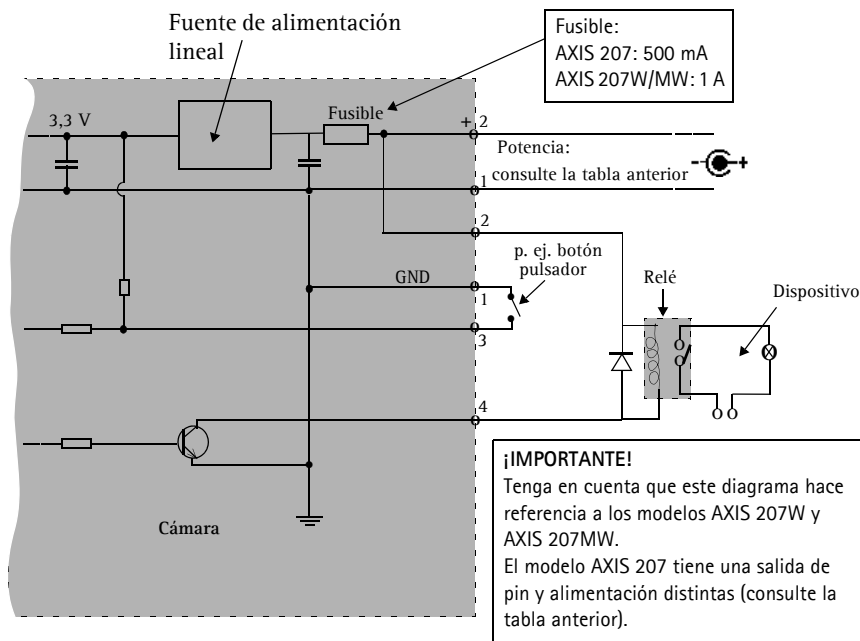 Fuente de alimentación
lineal
Fusible:
AXIS 207: 500 mA
AXIS 207W/MW: 1 A
3,3 V
Fusible
+ 2
Potencia:
consulte la tabla anterior
- +
1
2
p. ej. botón
pulsador
GND
1
3
Relé
Dispositivo
4
Cámara
¡IMPORTANTE!
Tenga en cuenta que este diagrama hace
referencia a los modelos AXIS 207W y
AXIS 207MW.
El modelo AXIS 207 tiene una salida de
pin y alimentación distintas (consulte la
tabla anterior).